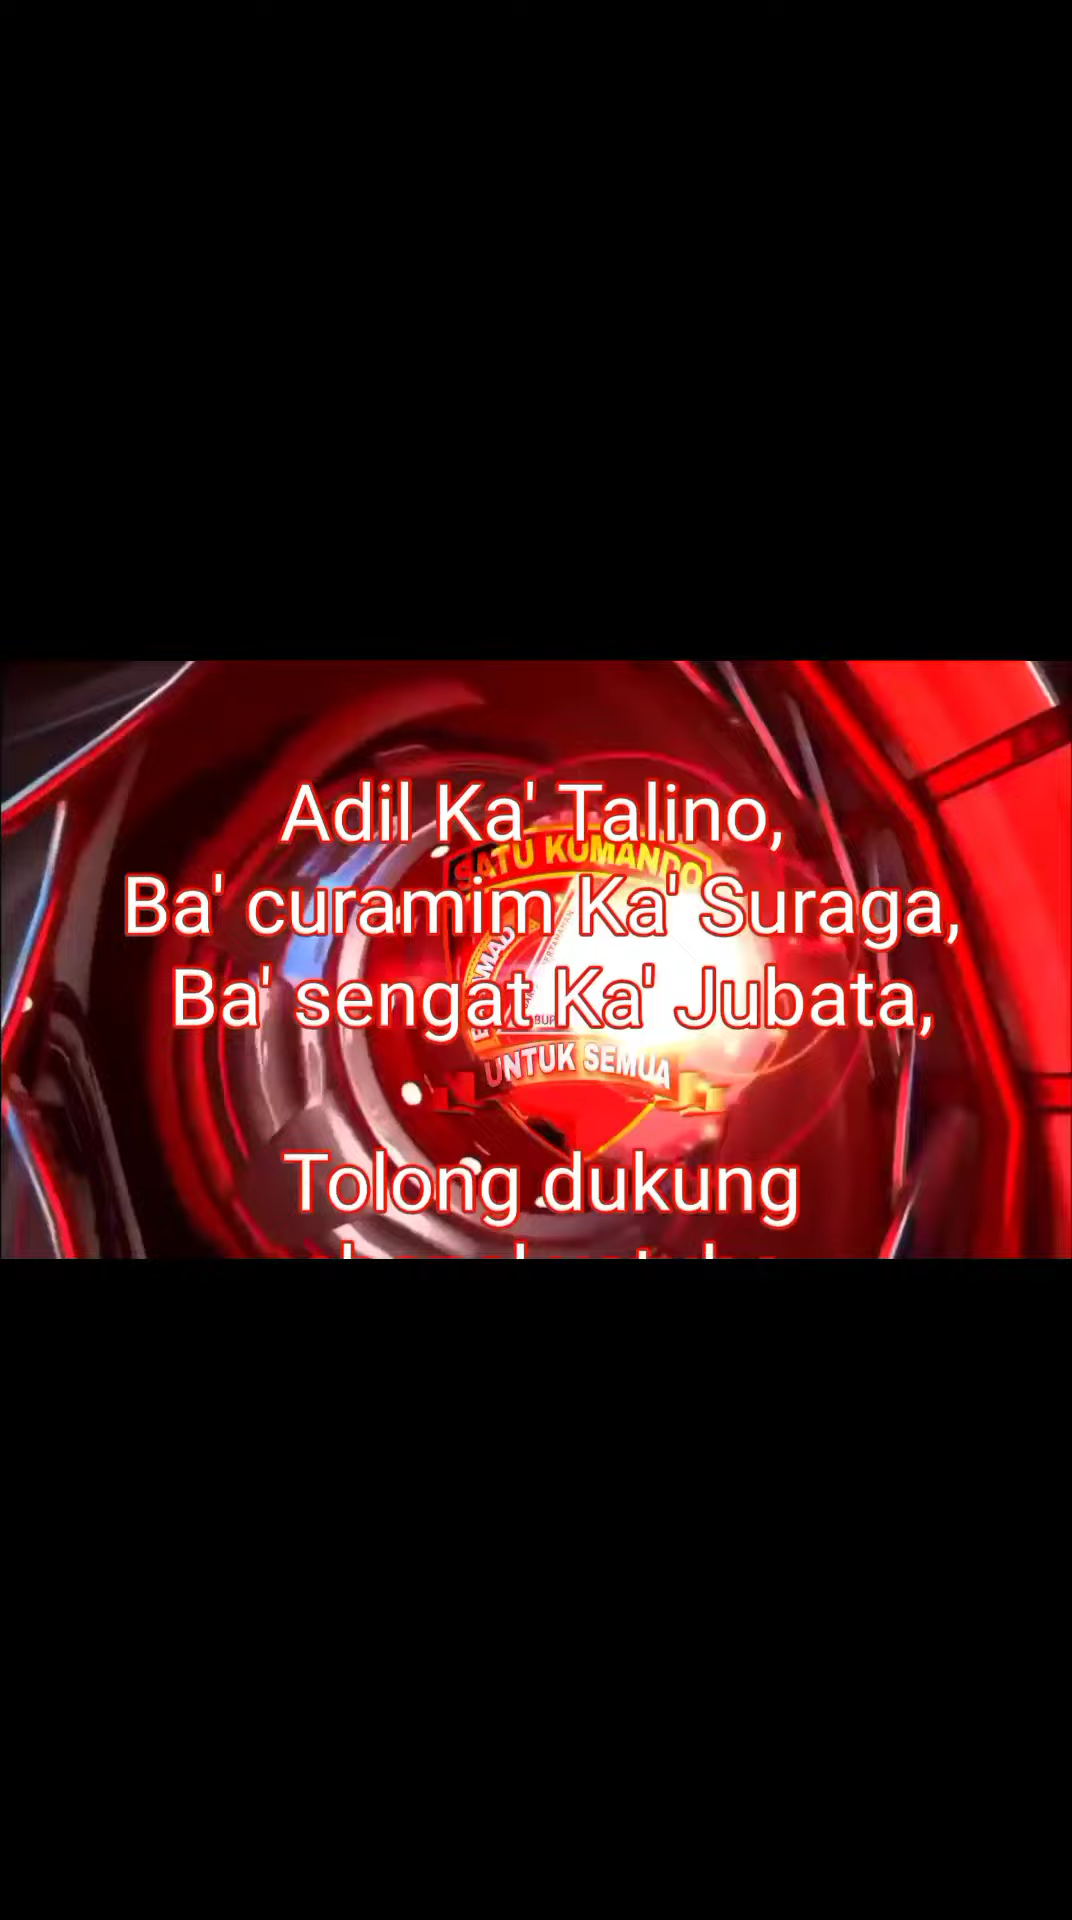 Adil Ka' Talino,
SATU KOMANDO
Ba' curamim Ka' Suraga,
Ba' sengat Ka' Jubata,
UNTUK SEMUA
Tolong dukung